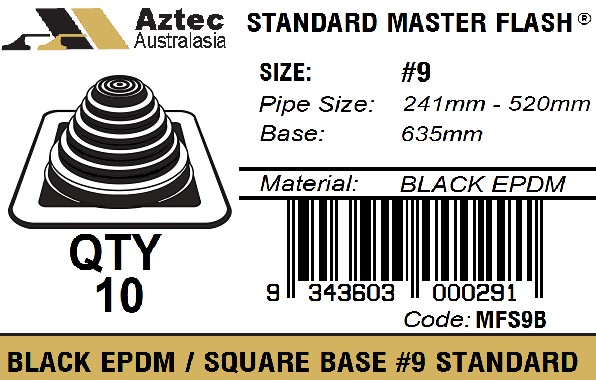 Aztec
Australasia
STANDARD MASTER FLASH®
SIZE: #9
Pipe Size: 241mm - 520mm
Base: 635mm
Material: BLACK EPDM
QTY
10
9 343603 000291
Code: MFS9B
BLACK EPDM / SQUARE BASE #9 STANDARD